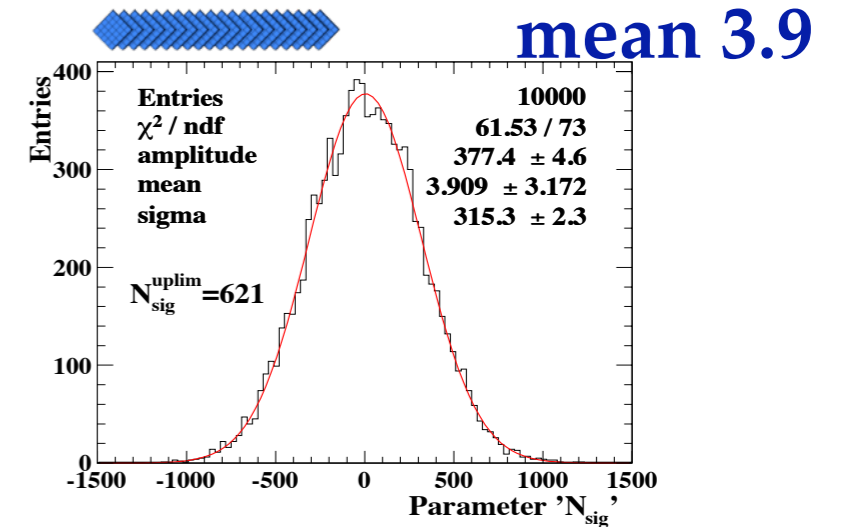 mean 3.9
Entries
400
300
200
100
0
Entries 10000
χ² / ndf 61.53 / 73
amplitude 377.4 ± 4.6
mean 3.909 ± 3.172
sigma 315.3 ± 2.3
N_sig^uplim=621
-1500 -1000 -500 0 500 1000 1500
Parameter ’N_sig’